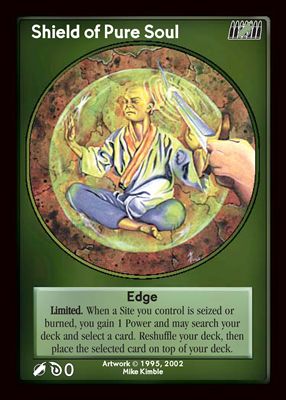 Shield of Pure Soul
Edge
Limited. When a Site you control is seized or
burned, you gain 1 Power and may search your
deck and select a card. Reshuffle your deck, then
place the selected card on top of your deck.
0
Artwork © 1995, 2002
Mike Kimble